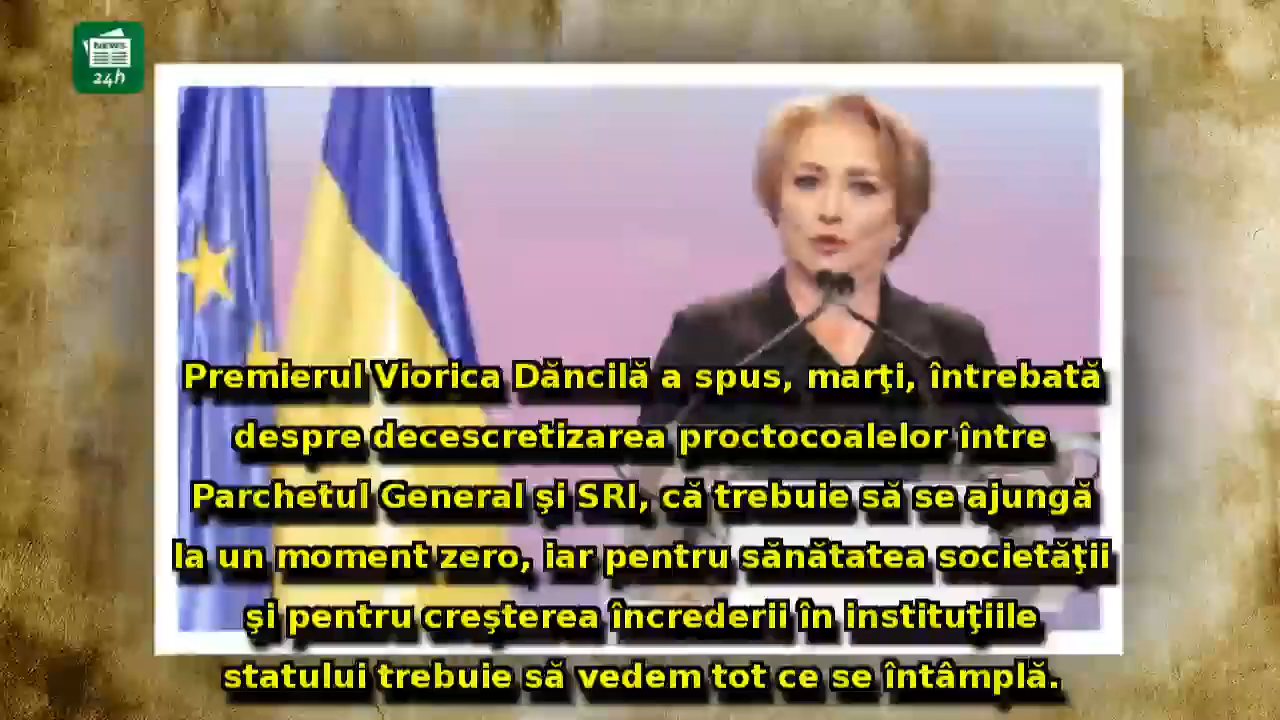 NEWS
24h
Premierul Viorica Dăncilă a spus, marţi, întrebată
despre decescretizarea proctocoalelor între
Parchetul General şi SRI, că trebuie să se ajungă
la un moment zero, iar pentru sănătatea societăţii
şi pentru creşterea încrederii în instituţiile
statului trebuie să vedem tot ce se întâmplă.